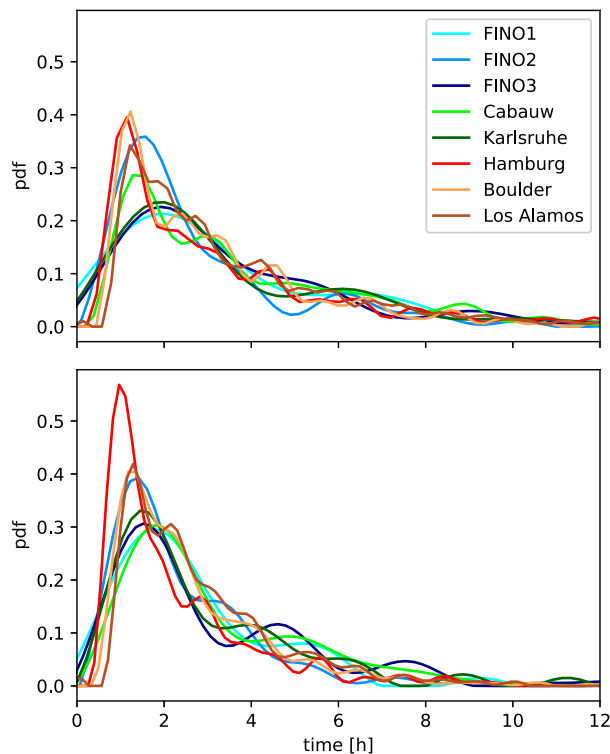 0.5
0.4
0.3
0.2
0.1
0.0
pdf
FINO1
FINO2
FINO3
Cabauw
Karlsruhe
Hamburg
Boulder
Los Alamos
0.5
0.4
0.3
0.2
0.1
0.0
pdf
0 2 4 6 8 10 12
time [h]